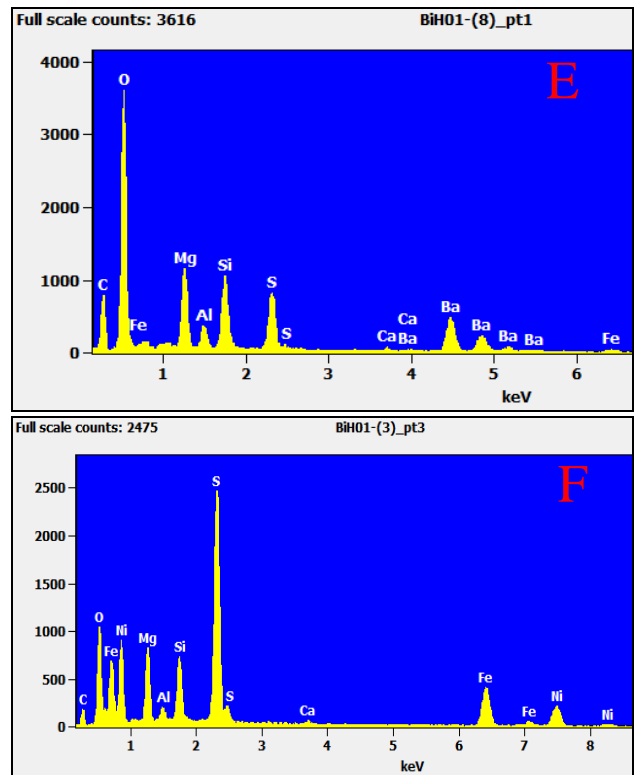 Full scale counts: 3616 BiH01-(8)_pt1
E
4000
3000
2000
1000
0
O
C
Fe
Mg
Al
Si
S
S
Ca
Ca
Ba
Ba
Ba
Ba
Ba
Fe
1 2 3 4 5 6
keV
Full scale counts: 2475 BiH01-(3)_pt3
F
2500
2000
1500
1000
500
0
C
O
Fe
Ni
Mg
Al
Si
S
S
Ca
Fe
Fe
Ni
Ni
1 2 3 4 5 6 7 8
keV